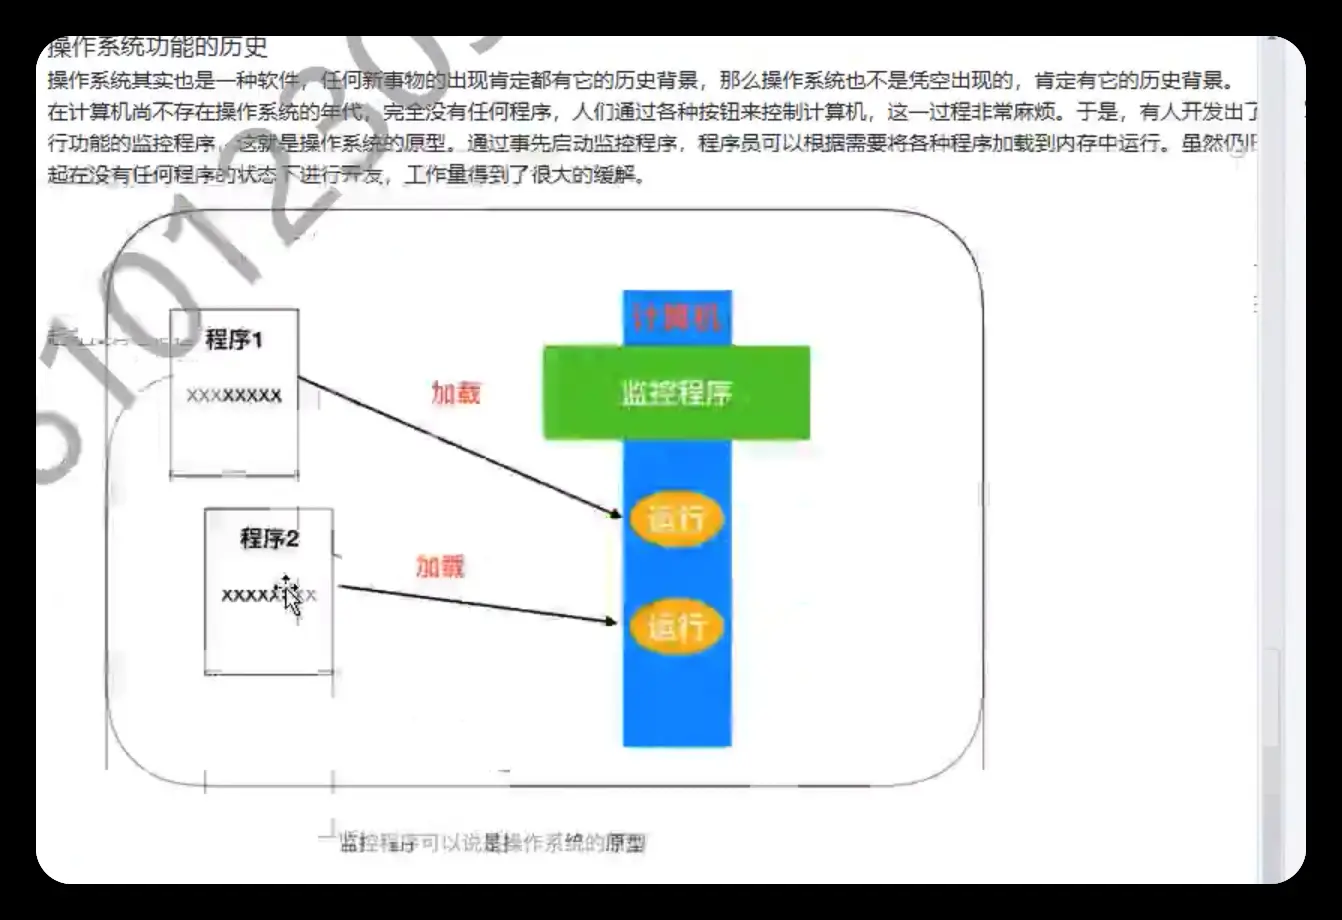 操作系统功能的历史
操作系统其实也是一种软件，任何新事物的出现肯定都有它的历史背景，那么操作系统也不是凭空出现的，肯定有它的历史背景。
在计算机尚不存在操作系统的年代，完全没有任何程序，人们通过各种按钮来控制计算机，这一过程非常麻烦。于是，有人开发出了
行功能的监控程序，这就是操作系统的原型。通过事先启动监控程序，程序员可以根据需要将各种程序加载到内存中运行。虽然仍旧
起在没有任何程序的状态下进行开发，工作量得到了很大的缓解。
计算机
程序1
监控程序
xxxxxxxxx
加载
运行
程序2
加载
xxxxx xx
运行
监控程序可以说是操作系统的原型
6101230